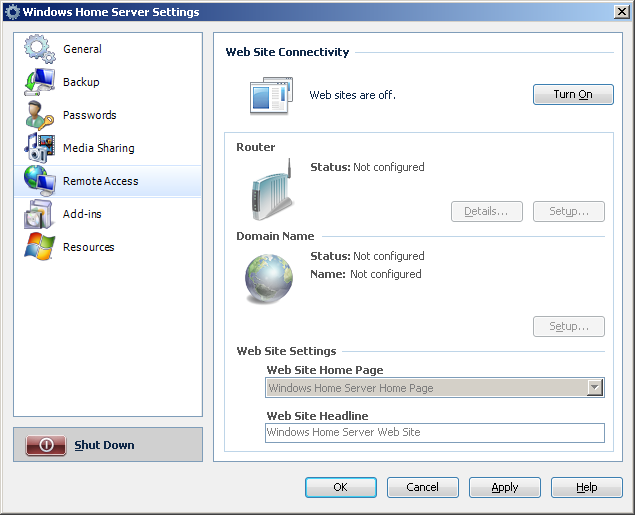 Windows Home Server Settings
General
Backup
Passwords
Media Sharing
Remote Access
Add-ins
Resources
Shut Down
Web Site Connectivity
Web sites are off.
Turn On
Router
Status: Not configured
Details... Setup...
Domain Name
Status: Not configured
Name: Not configured
Setup...
Web Site Settings
Web Site Home Page
Windows Home Server Home Page
Web Site Headline
Windows Home Server Web Site
OK Cancel Apply Help